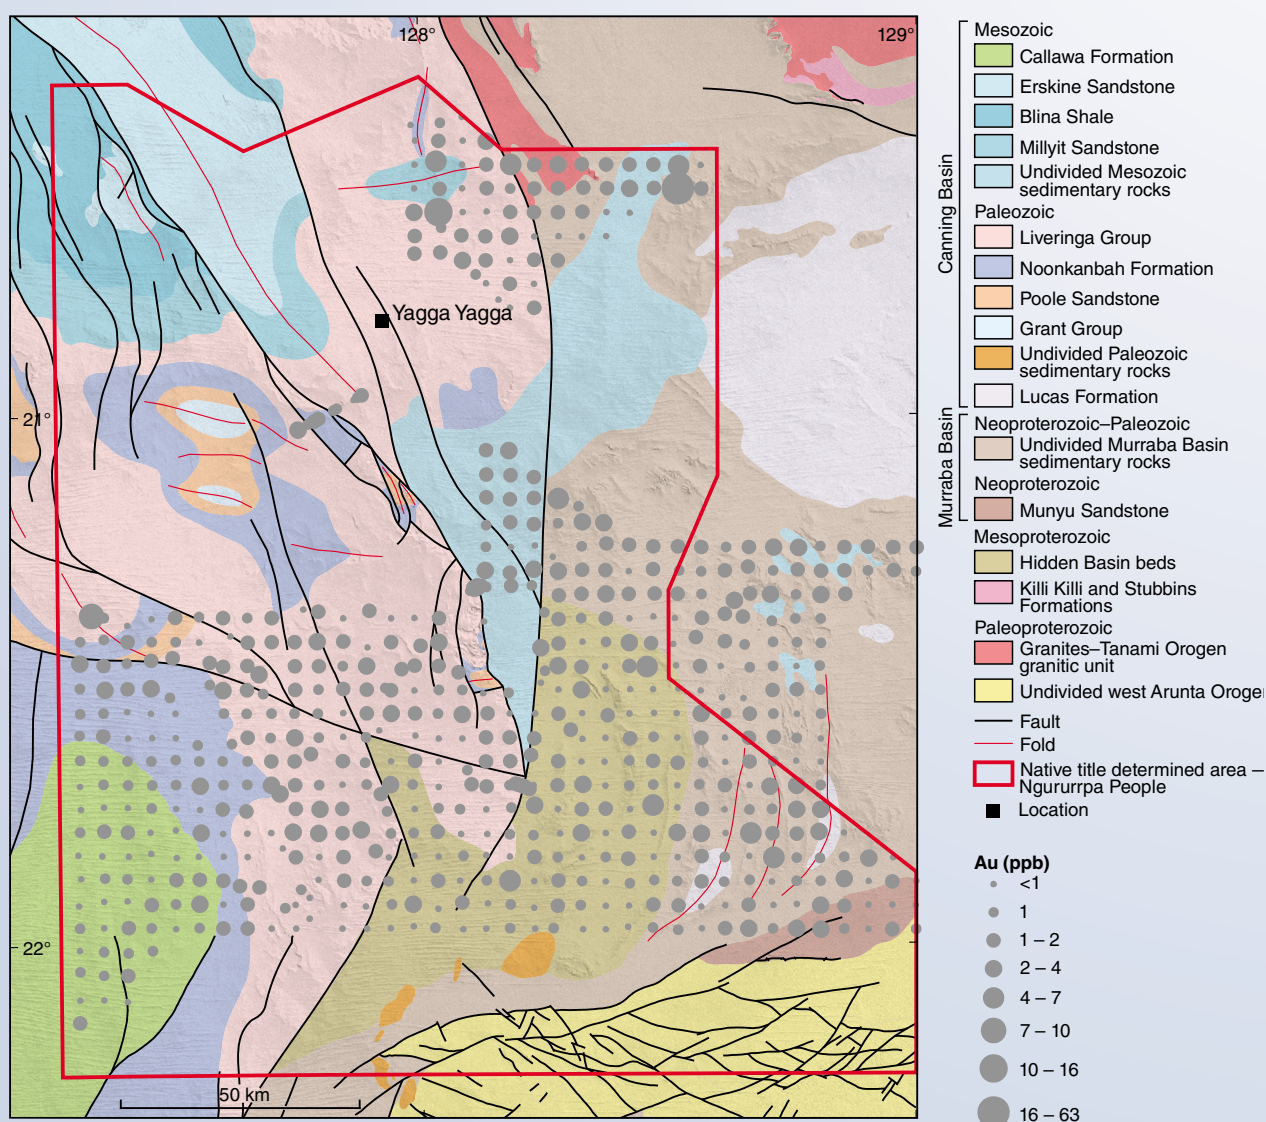 128°
129°
Yagga Yagga
21°
22°
50 km
Canning Basin
Murraba Basin
Mesozoic
Callawa Formation
Erskine Sandstone
Blina Shale
Millyit Sandstone
Undivided Mesozoic
sedimentary rocks
Paleozoic
Liveringa Group
Noonkanbah Formation
Poole Sandstone
Grant Group
Undivided Paleozoic
sedimentary rocks
Lucas Formation
Neoproterozoic–Paleozoic
Undivided Murraba Basin
sedimentary rocks
Neoproterozoic
Munyu Sandstone
Mesoproterozoic
Hidden Basin beds
Killi Killi and Stubbins
Formations
Paleoproterozoic
Granites–Tanami Orogen
granitic unit
Undivided west Arunta Oroge
Fault
Fold
Native title determined area –
Ngururrpa People
Location
Au (ppb)
<1
1
1 – 2
2 – 4
4 – 7
7 – 10
10 – 16
16 – 63